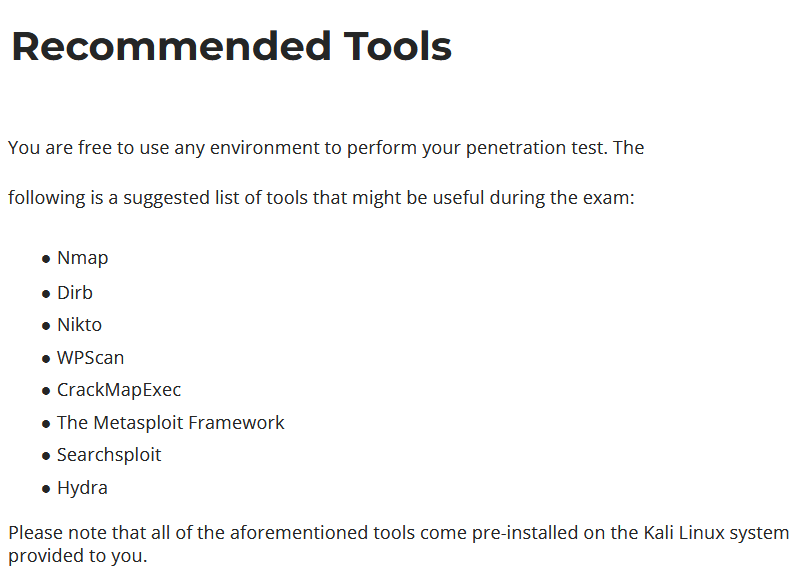 Recommended Tools
You are free to use any environment to perform your penetration test. The
following is a suggested list of tools that might be useful during the exam:
● Nmap
● Dirb
● Nikto
● WPScan
● CrackMapExec
● The Metasploit Framework
● Searchsploit
● Hydra
Please note that all of the aforementioned tools come pre-installed on the Kali Linux system
provided to you.